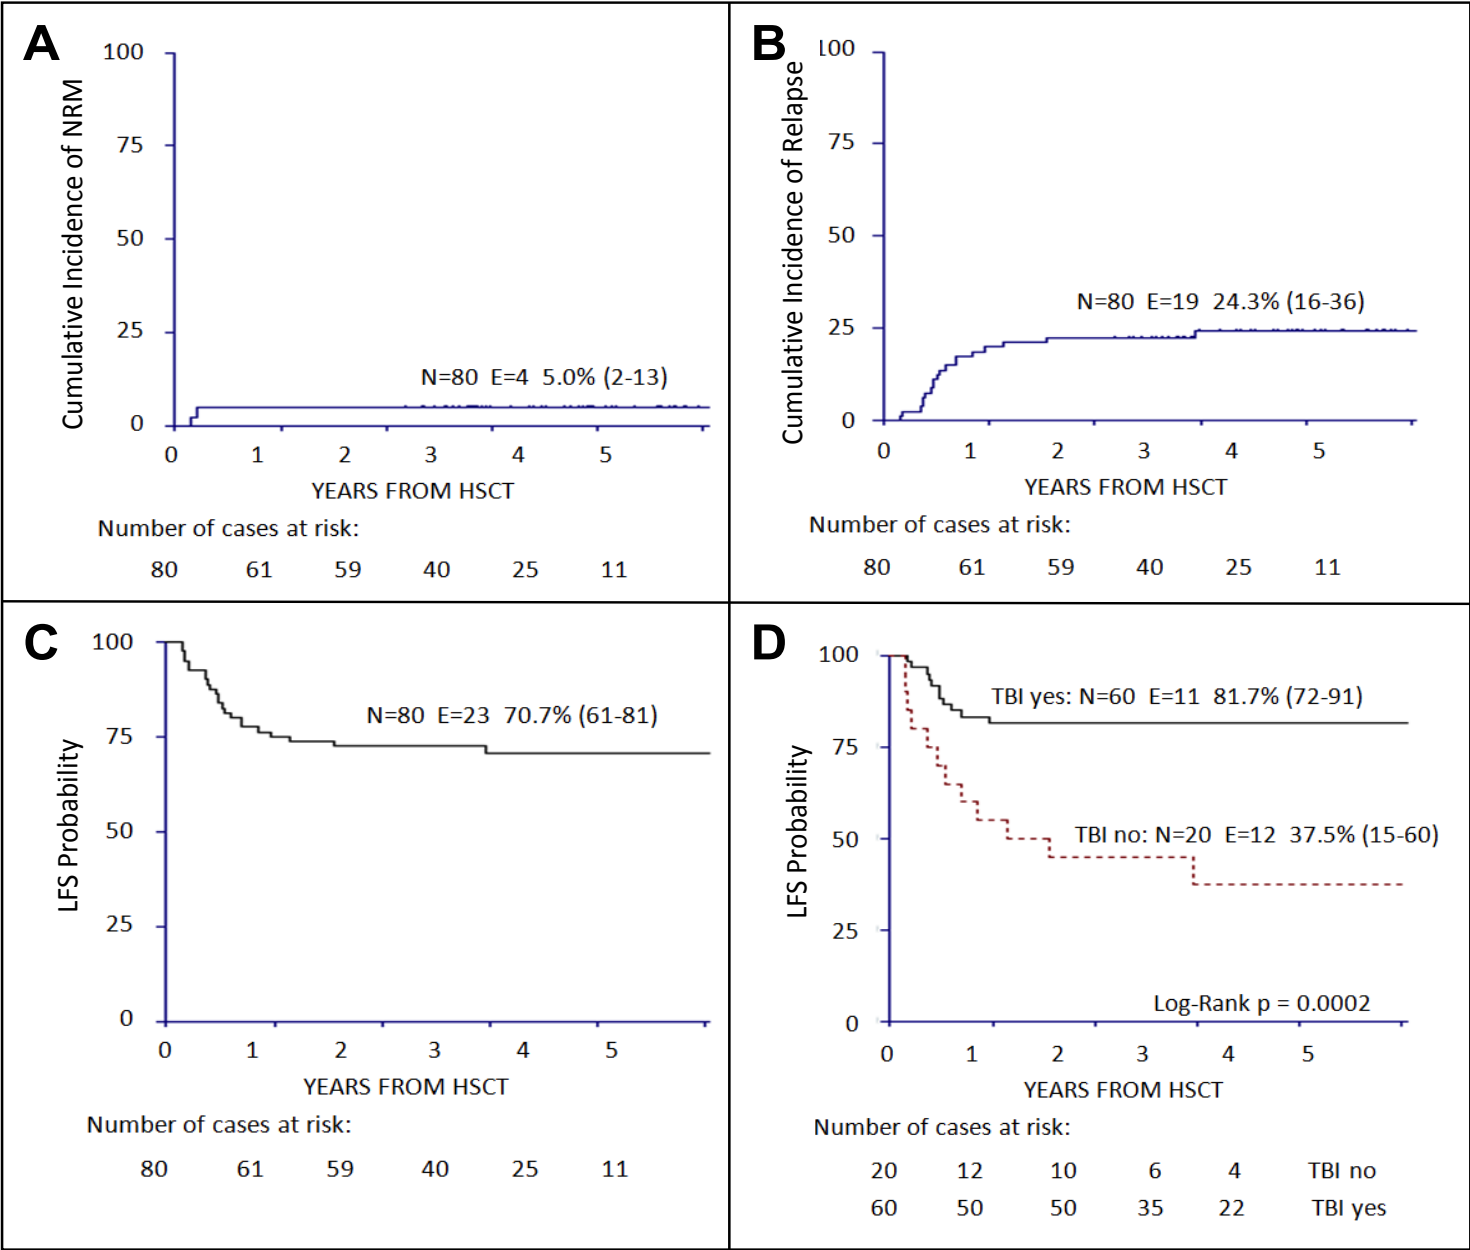 A
Cumulative Incidence of NRM
100
75
50
25
0
N=80 E=4 5.0% (2-13)
0 1 2 3 4 5
YEARS FROM HSCT
Number of cases at risk:
80 61 59 40 25 11
B
Cumulative Incidence of Relapse
100
75
50
25
0
N=80 E=19 24.3% (16-36)
0 1 2 3 4 5
YEARS FROM HSCT
Number of cases at risk:
80 61 59 40 25 11
C
LFS Probability
100
75
50
25
0
N=80 E=23 70.7% (61-81)
0 1 2 3 4 5
YEARS FROM HSCT
Number of cases at risk:
80 61 59 40 25 11
D
LFS Probability
100
75
50
25
0
TBI yes: N=60 E=11 81.7% (72-91)
TBI no: N=20 E=12 37.5% (15-60)
Log-Rank p = 0.0002
0 1 2 3 4 5
YEARS FROM HSCT
Number of cases at risk:
20 12 10 6 4 TBI no
60 50 50 35 22 TBI yes